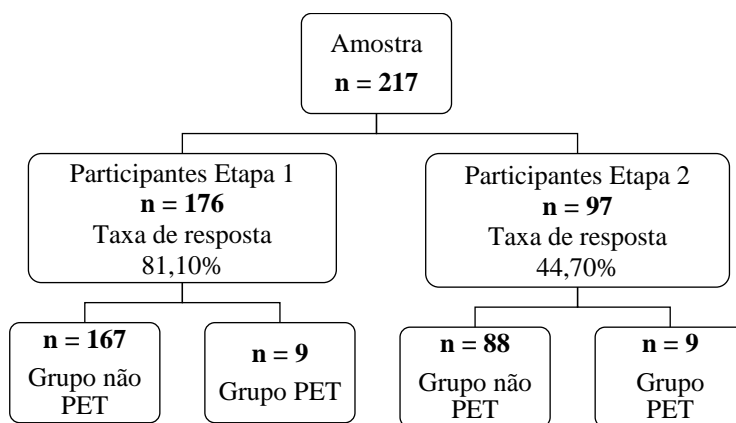 Amostra
n = 217
Participantes Etapa 1
n = 176
Taxa de resposta
81,10%
Participantes Etapa 2
n = 97
Taxa de resposta
44,70%
n = 167
Grupo não
PET
n = 9
Grupo PET
n = 88
Grupo não
PET
n = 9
Grupo
PET